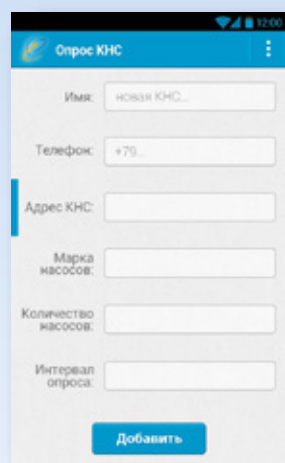 12:00
Опрос КНС
Имя: новая КНС...
Телефон: +79...
Адрес КНС:
Марка
насосов:
Количество
насосов:
Интервал
опроса:
Добавить